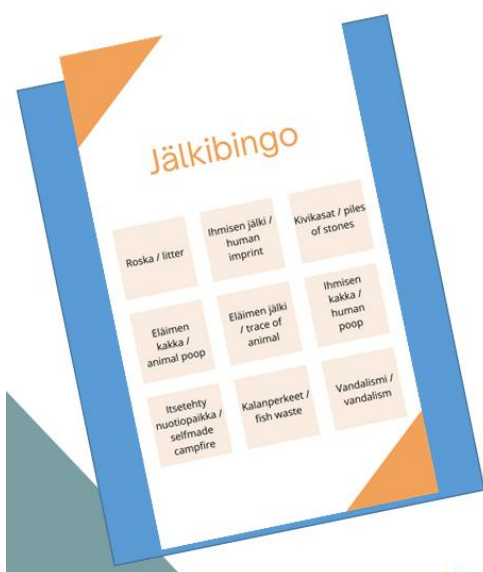 Jälkibingo
Roska / litter
Ihmisen jälki /
human
imprint
Kivikasat / piles
of stones
Eläimen
kakka /
animal poop
Eläimen jälki
/ trace of
animal
Ihmisen
kakka /
human
poop
Itsetehty
nuotiopaikka /
selfmade
campfire
Kalanperkeet /
fish waste
Vandalismi /
vandalism